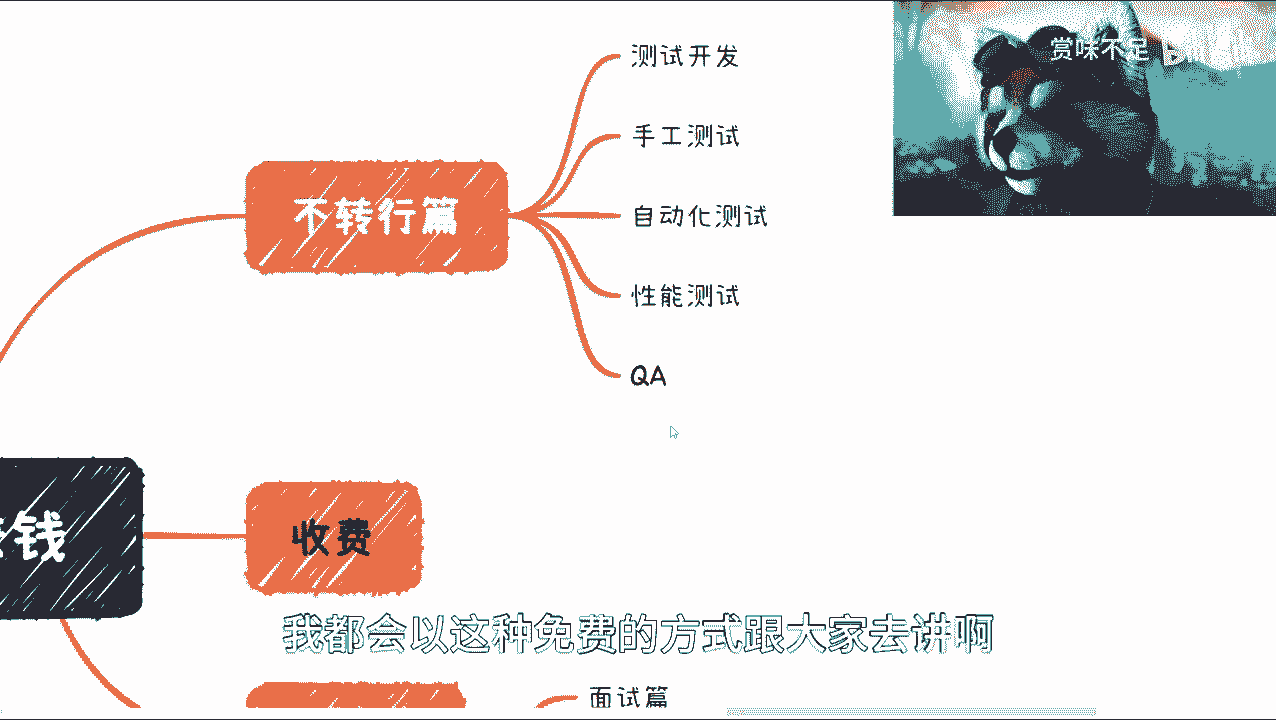 测试开发
赏味不足
手工测试
不转行篇
自动化测试
性能测试
QA
钱
收费
我都会以这种免费的方式跟大家去讲啊
面试篇